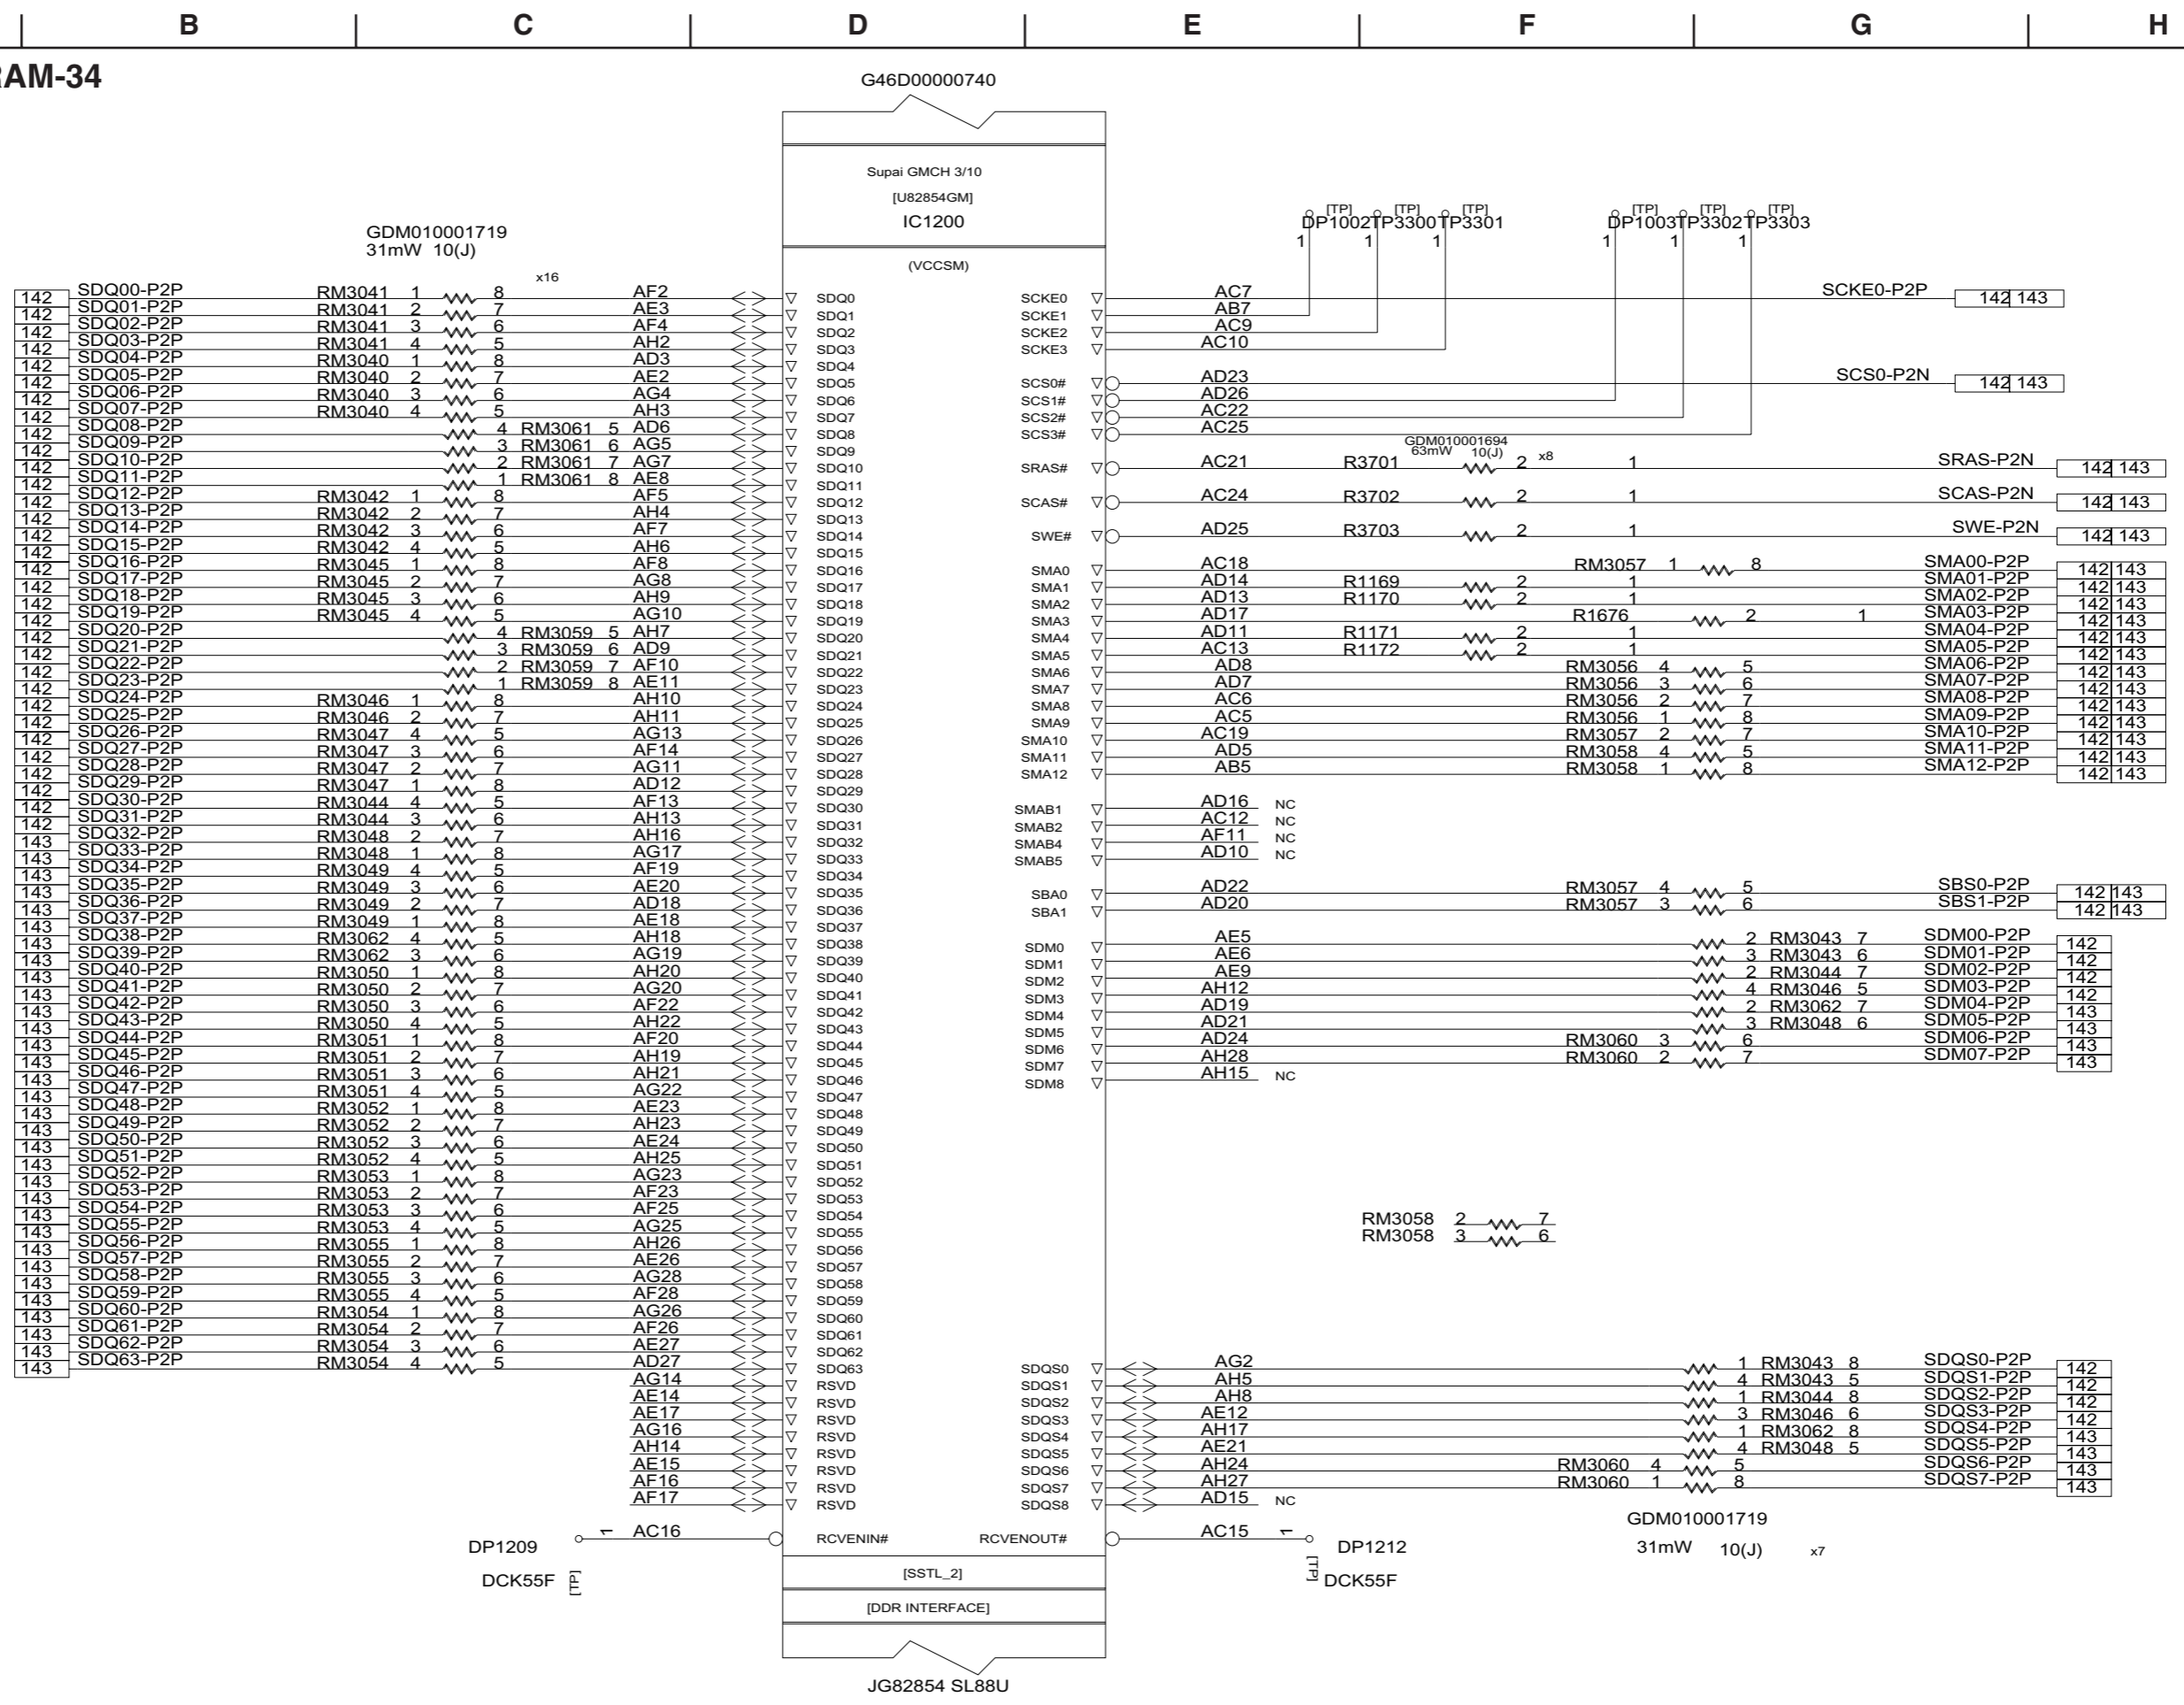 B C D E F G H
RAM-34
G46D00000740
Supai GMCH 3/10
[U82854GM]
IC1200
(VCCSM)
GDM010001719
31mW 10(J)
x16
142 SDQ00-P2P RM3041 1 8 AF2 SDQ0
142 SDQ01-P2P RM3041 2 7 AE3 SDQ1
142 SDQ02-P2P RM3041 3 6 AF4 SDQ2
142 SDQ03-P2P RM3041 4 5 AH2 SDQ3
142 SDQ04-P2P RM3040 1 8 AD3 SDQ4
142 SDQ05-P2P RM3040 2 7 AE2 SDQ5
142 SDQ06-P2P RM3040 3 6 AG4 SDQ6
142 SDQ07-P2P RM3040 4 5 AH3 SDQ7
142 SDQ08-P2P 4 RM3061 5 AD6 SDQ8
142 SDQ09-P2P 3 RM3061 6 AG5 SDQ9
142 SDQ10-P2P 2 RM3061 7 AG7 SDQ10
142 SDQ11-P2P 1 RM3061 8 AE8 SDQ11
142 SDQ12-P2P RM3042 1 8 AF5 SDQ12
142 SDQ13-P2P RM3042 2 7 AH4 SDQ13
142 SDQ14-P2P RM3042 3 6 AF7 SDQ14
142 SDQ15-P2P RM3042 4 5 AH6 SDQ15
142 SDQ16-P2P RM3045 1 8 AF8 SDQ16
142 SDQ17-P2P RM3045 2 7 AG8 SDQ17
142 SDQ18-P2P RM3045 3 6 AH9 SDQ18
142 SDQ19-P2P RM3045 4 5 AG10 SDQ19
142 SDQ20-P2P 4 RM3059 5 AH7 SDQ20
142 SDQ21-P2P 3 RM3059 6 AD9 SDQ21
142 SDQ22-P2P 2 RM3059 7 AF10 SDQ22
142 SDQ23-P2P 1 RM3059 8 AE11 SDQ23
142 SDQ24-P2P RM3046 1 8 AH10 SDQ24
142 SDQ25-P2P RM3046 2 7 AH11 SDQ25
142 SDQ26-P2P RM3047 4 5 AG13 SDQ26
142 SDQ27-P2P RM3047 3 6 AF14 SDQ27
142 SDQ28-P2P RM3047 2 7 AG11 SDQ28
142 SDQ29-P2P RM3047 1 8 AD12 SDQ29
142 SDQ30-P2P RM3044 4 5 AF13 SDQ30
142 SDQ31-P2P RM3044 3 6 AH13 SDQ31
143 SDQ32-P2P RM3048 2 7 AH16 SDQ32
143 SDQ33-P2P RM3048 1 8 AG17 SDQ33
143 SDQ34-P2P RM3049 4 5 AF19 SDQ34
143 SDQ35-P2P RM3049 3 6 AE20 SDQ35
143 SDQ36-P2P RM3049 2 7 AD18 SDQ36
143 SDQ37-P2P RM3049 1 8 AE18 SDQ37
143 SDQ38-P2P RM3062 4 5 AH18 SDQ38
143 SDQ39-P2P RM3062 3 6 AG19 SDQ39
143 SDQ40-P2P RM3050 1 8 AH20 SDQ40
143 SDQ41-P2P RM3050 2 7 AG20 SDQ41
143 SDQ42-P2P RM3050 3 6 AF22 SDQ42
143 SDQ43-P2P RM3050 4 5 AH22 SDQ43
143 SDQ44-P2P RM3051 1 8 AF20 SDQ44
143 SDQ45-P2P RM3051 2 7 AH19 SDQ45
143 SDQ46-P2P RM3051 3 6 AH21 SDQ46
143 SDQ47-P2P RM3051 4 5 AG22 SDQ47
143 SDQ48-P2P RM3052 1 8 AE23 SDQ48
143 SDQ49-P2P RM3052 2 7 AH23 SDQ49
143 SDQ50-P2P RM3052 3 6 AE24 SDQ50
143 SDQ51-P2P RM3052 4 5 AH25 SDQ51
143 SDQ52-P2P RM3053 1 8 AG23 SDQ52
143 SDQ53-P2P RM3053 2 7 AF23 SDQ53
143 SDQ54-P2P RM3053 3 6 AF25 SDQ54
143 SDQ55-P2P RM3053 4 5 AG25 SDQ55
143 SDQ56-P2P RM3055 1 8 AH26 SDQ56
143 SDQ57-P2P RM3055 2 7 AE26 SDQ57
143 SDQ58-P2P RM3055 3 6 AG28 SDQ58
143 SDQ59-P2P RM3055 4 5 AF28 SDQ59
143 SDQ60-P2P RM3054 1 8 AG26 SDQ60
143 SDQ61-P2P RM3054 2 7 AF26 SDQ61
143 SDQ62-P2P RM3054 3 6 AE27 SDQ62
143 SDQ63-P2P RM3054 4 5 AD27 SDQ63
AG14 RSVD
AE14 RSVD
AE17 RSVD
AG16 RSVD
AH14 RSVD
AE15 RSVD
AF16 RSVD
AF17 RSVD
DP1209 1 AC16 RCVENIN#
DCK55F [TP]
[TP] [TP] [TP]
DP1002 TP3300 TP3301
1 1 1
[TP] [TP] [TP]
DP1003 TP3302 TP3303
1 1 1
SCKE0 AC7 SCKE0-P2P 142 143
SCKE1 AB7
SCKE2 AC9
SCKE3 AC10
SCS0# AD23 SCS0-P2N 142 143
SCS1# AD26
SCS2# AC22
SCS3# AC25
GDM010001694
63mW 10(J) x8
SRAS# AC21 R3701 2 1 SRAS-P2N 142 143
SCAS# AC24 R3702 2 1 SCAS-P2N 142 143
SWE# AD25 R3703 2 1 SWE-P2N 142 143
SMA0 AC18 RM3057 1 8 SMA00-P2P 142 143
SMA1 AD14 R1169 2 1 SMA01-P2P 142 143
SMA2 AD13 R1170 2 1 SMA02-P2P 142 143
SMA3 AD17 R1676 2 1 SMA03-P2P 142 143
SMA4 AD11 R1171 2 1 SMA04-P2P 142 143
SMA5 AC13 R1172 2 1 SMA05-P2P 142 143
SMA6 AD8 RM3056 4 5 SMA06-P2P 142 143
SMA7 AD7 RM3056 3 6 SMA07-P2P 142 143
SMA8 AC6 RM3056 2 7 SMA08-P2P 142 143
SMA9 AC5 RM3056 1 8 SMA09-P2P 142 143
SMA10 AC19 RM3057 2 7 SMA10-P2P 142 143
SMA11 AD5 RM3058 4 5 SMA11-P2P 142 143
SMA12 AB5 RM3058 1 8 SMA12-P2P 142 143
SMAB1 AD16 NC
SMAB2 AC12 NC
SMAB4 AF11 NC
SMAB5 AD10 NC
SBA0 AD22 RM3057 4 5 SBS0-P2P 142 143
SBA1 AD20 RM3057 3 6 SBS1-P2P 142 143
SDM0 AE5 2 RM3043 7 SDM00-P2P 142
SDM1 AE6 3 RM3043 6 SDM01-P2P 142
SDM2 AE9 2 RM3044 7 SDM02-P2P 142
SDM3 AH12 4 RM3046 5 SDM03-P2P 142
SDM4 AD19 2 RM3062 7 SDM04-P2P 143
SDM5 AD21 3 RM3048 6 SDM05-P2P 143
SDM6 AD24 RM3060 3 6 SDM06-P2P 143
SDM7 AH28 RM3060 2 7 SDM07-P2P 143
SDM8 AH15 NC
RM3058 2 7
RM3058 3 6
SDQS0 AG2 1 RM3043 8 SDQS0-P2P 142
SDQS1 AH5 4 RM3043 5 SDQS1-P2P 142
SDQS2 AH8 1 RM3044 8 SDQS2-P2P 142
SDQS3 AE12 3 RM3046 6 SDQS3-P2P 142
SDQS4 AH17 1 RM3062 8 SDQS4-P2P 143
SDQS5 AE21 4 RM3048 5 SDQS5-P2P 143
SDQS6 AH24 RM3060 4 5 SDQS6-P2P 143
SDQS7 AH27 RM3060 1 8 SDQS7-P2P 143
SDQS8 AD15 NC
RCVENOUT# AC15 1 DP1212
[TP] DCK55F
GDM010001719
31mW 10(J) x7
[SSTL_2]
[DDR INTERFACE]
JG82854 SL88U